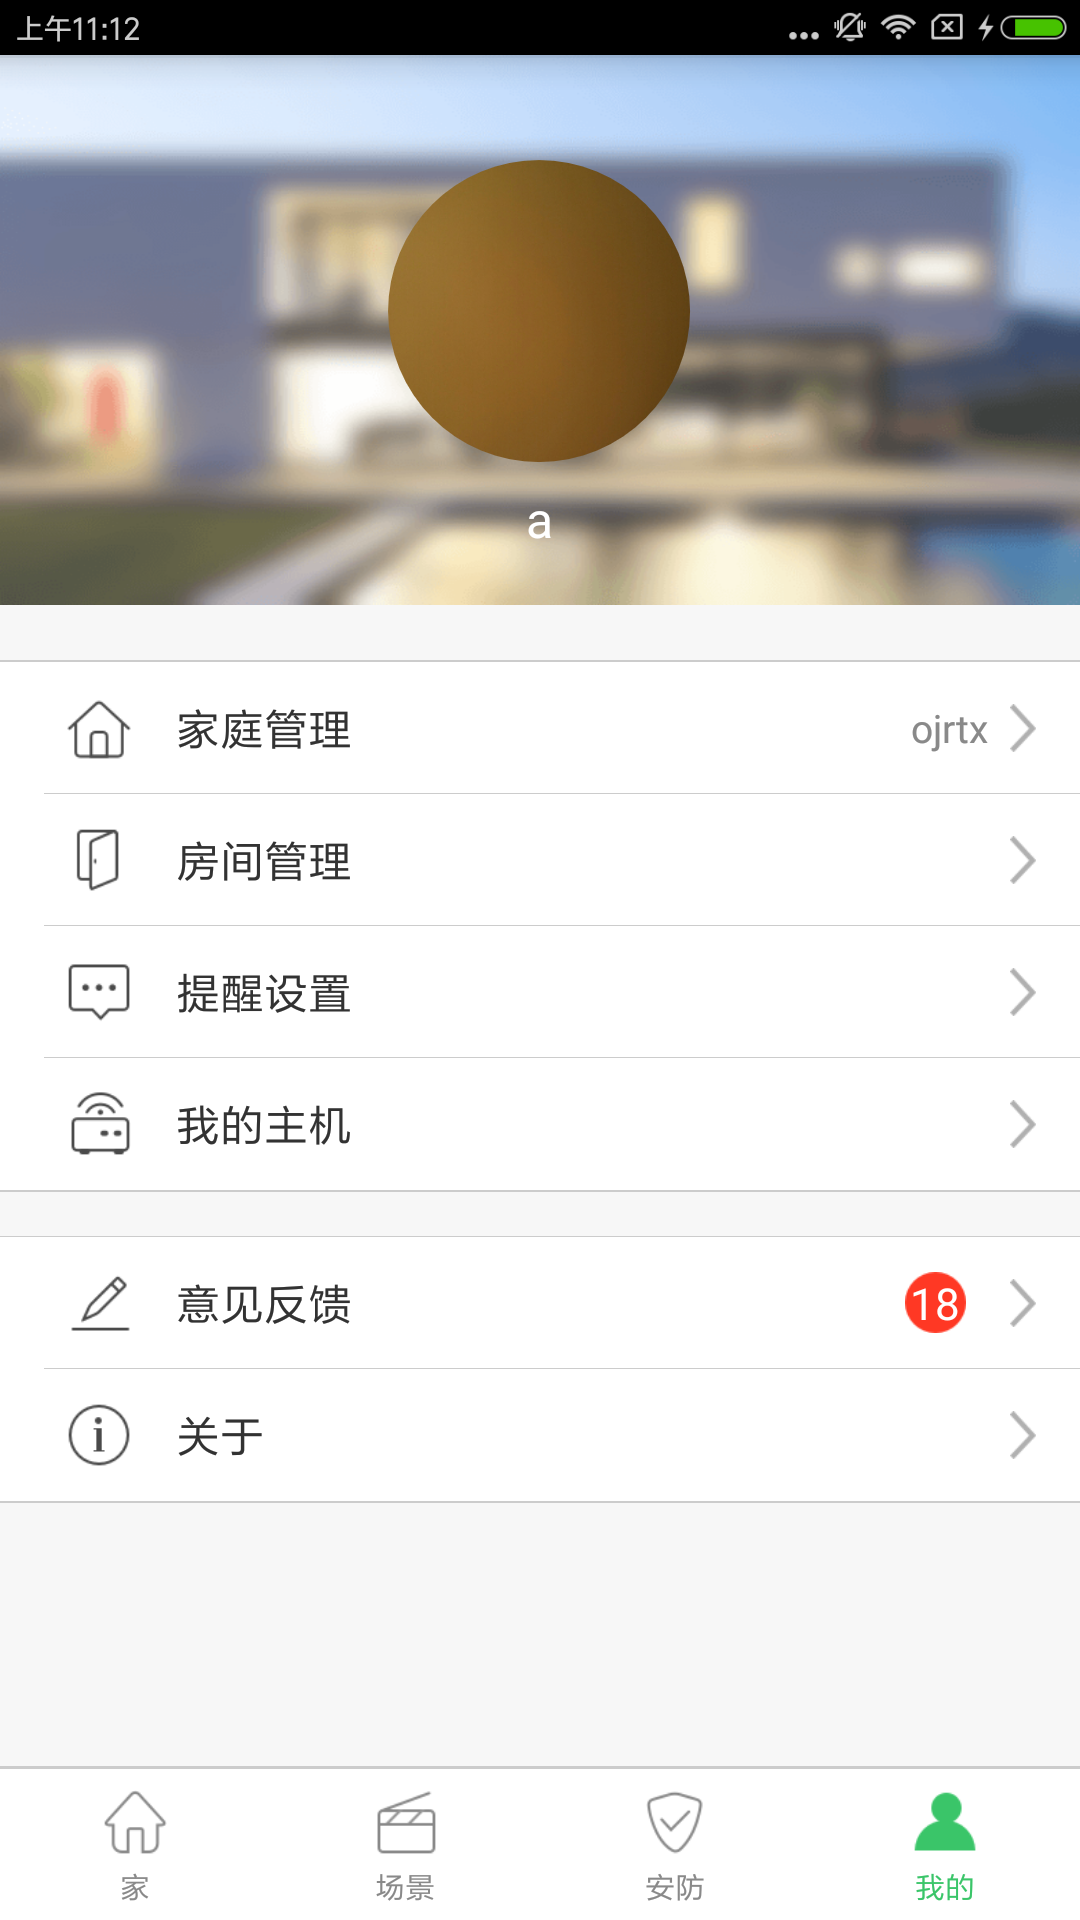 上午11:12
a
家庭管理 ojrtx
房间管理
提醒设置
我的主机
意见反馈 18
关于
家 场景 安防 我的